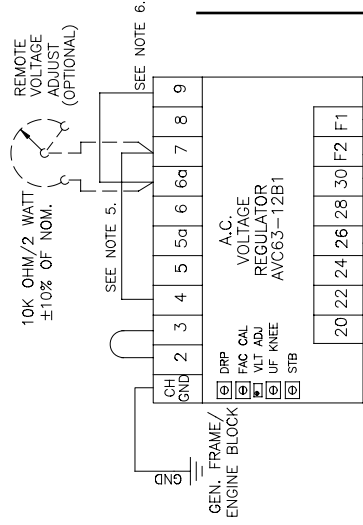 REMOTE
VOLTAGE
ADJUST
(OPTIONAL)
10K OHM/2 WATT
±10% OF NOM.
SEE NOTE 5.
SEE NOTE 6.
CH GND 2 3 4 5 5a 6 6a 7 8 9
A.C.
VOLTAGE
REGULATOR
AVC63-12B1
DRP
FAC CAL
VLT ADJ
UF KNEE
STB
GND
GEN. FRAME/
ENGINE BLOCK
20 22 24 26 28 30 F2 F1